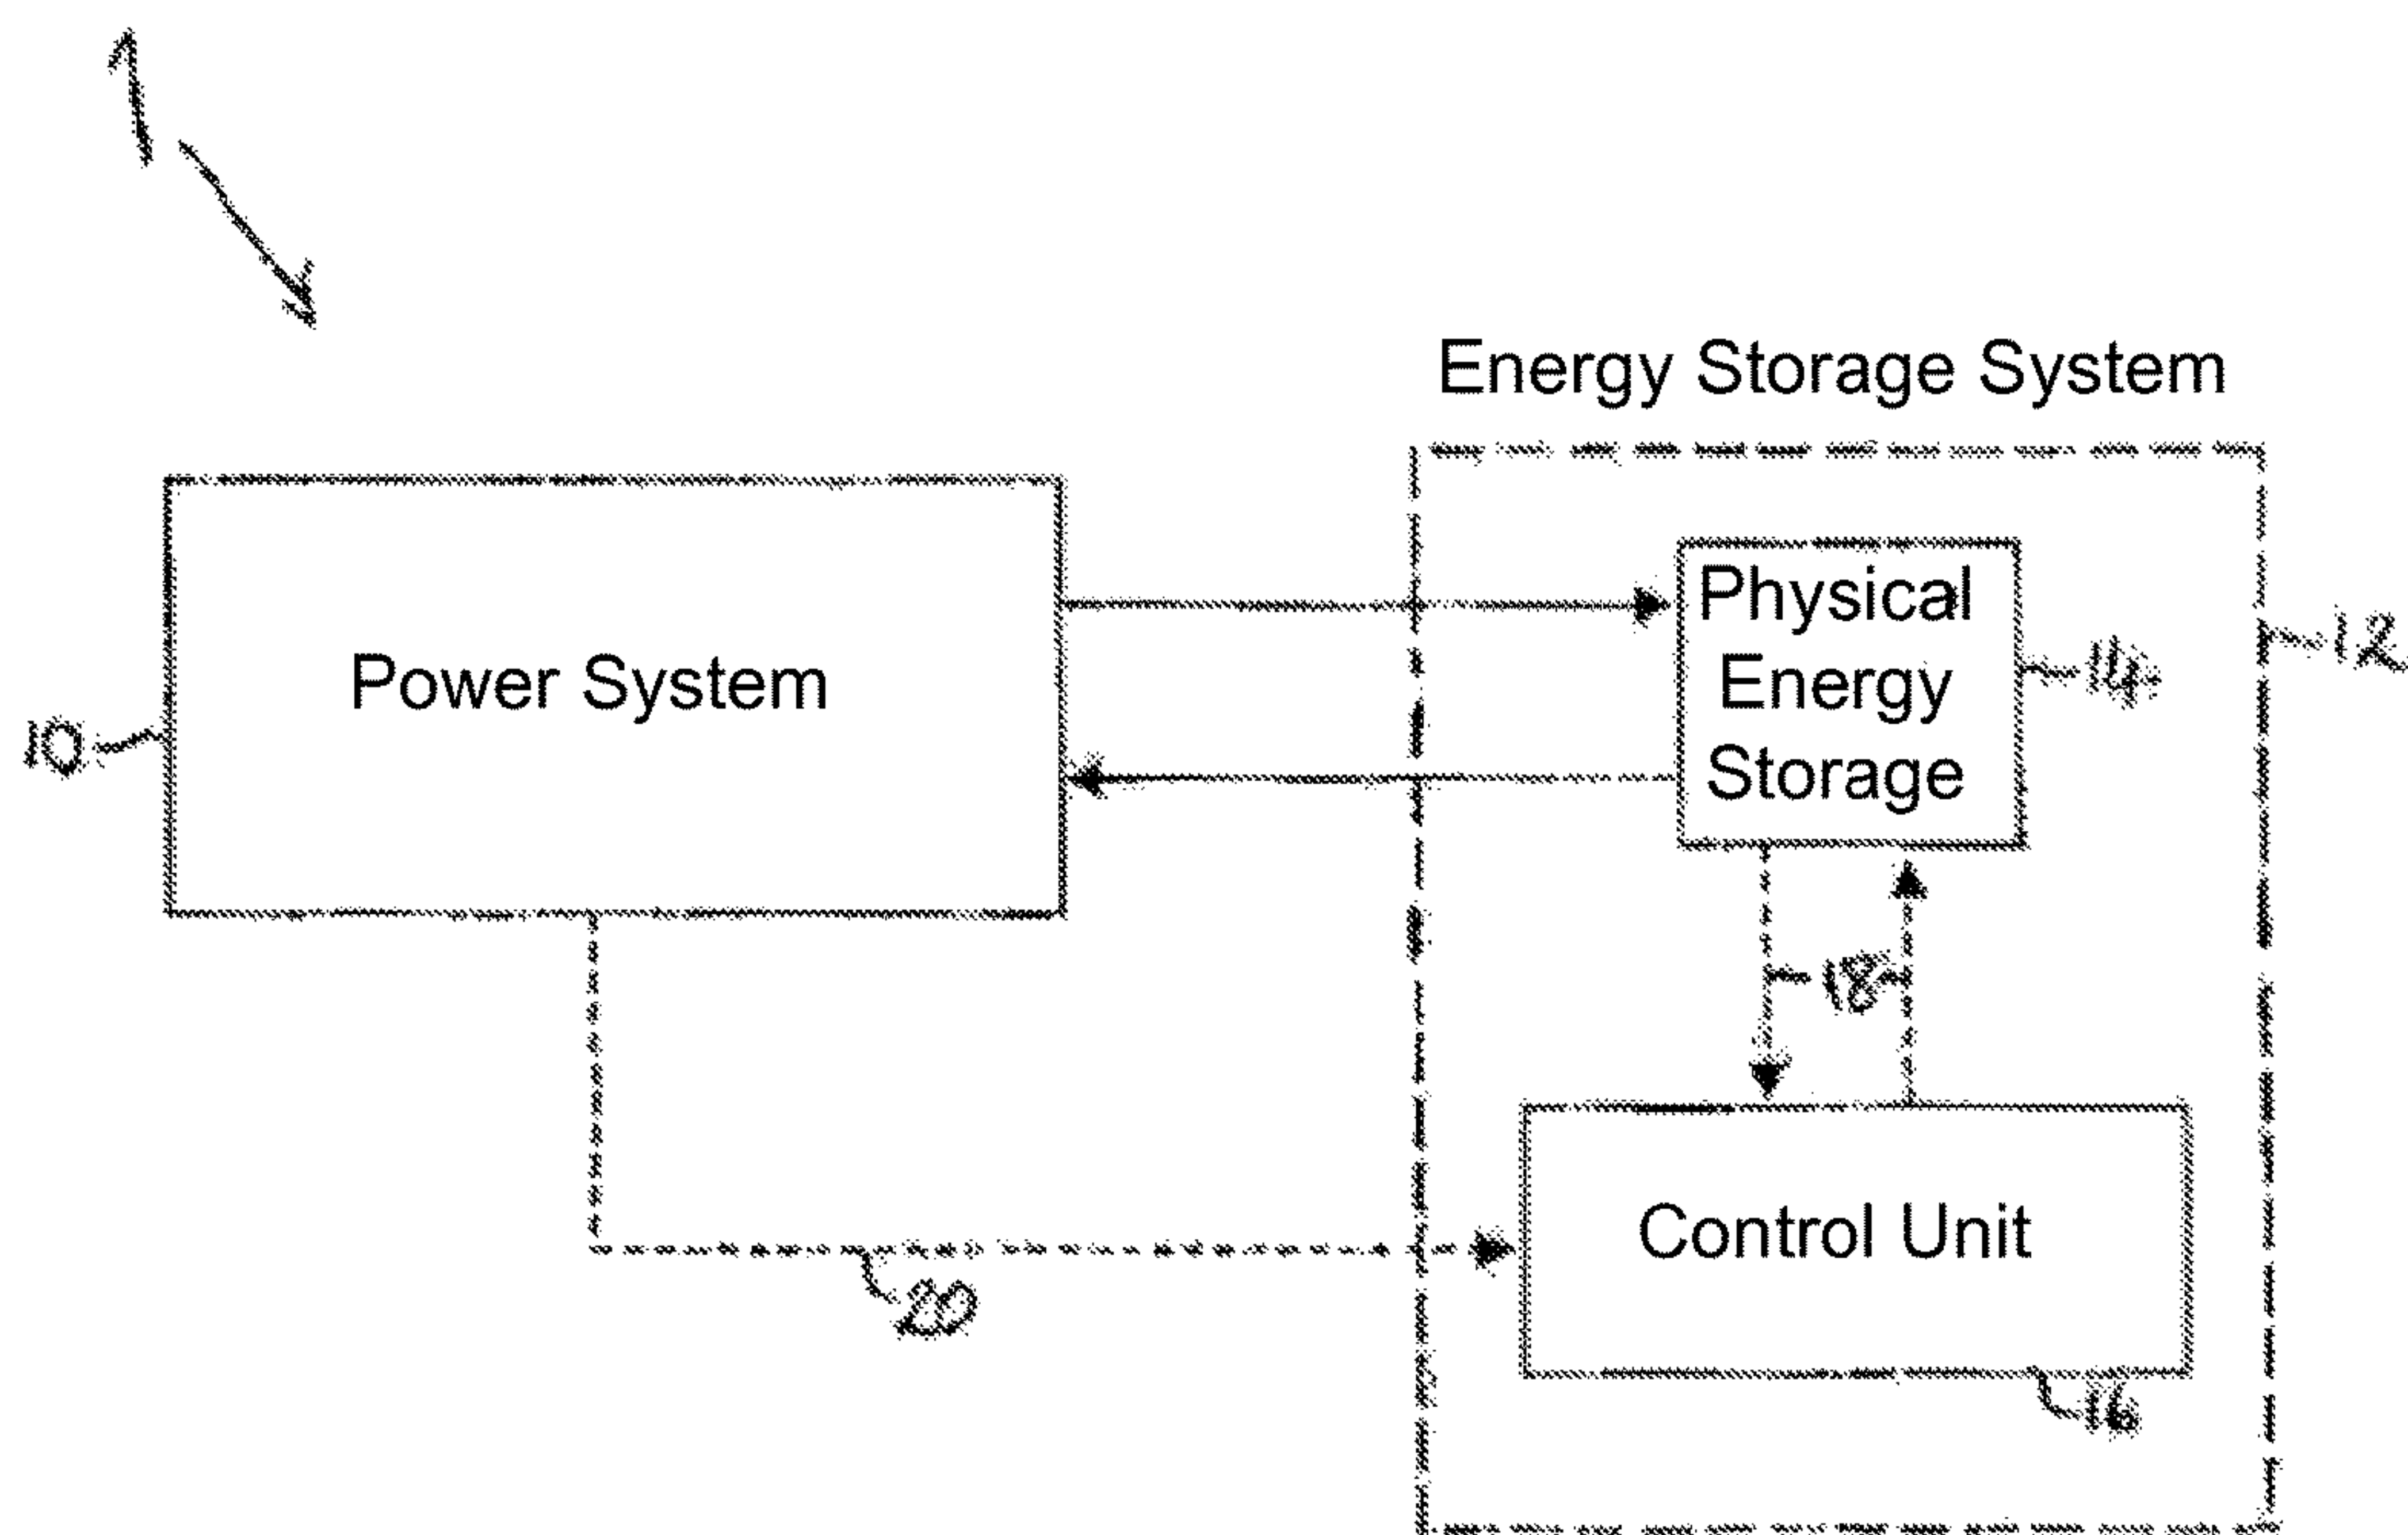 1
Energy Storage System
Power System
Physical
Energy
Storage
12
14
10
18
Control Unit
20
16